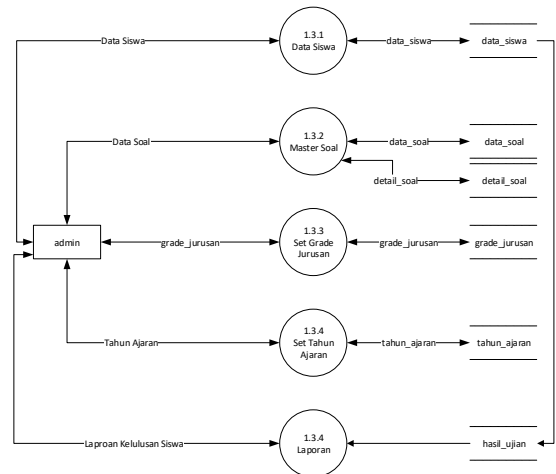 Data Siswa
1.3.1
Data Siswa
data_siswa
data_siswa
Data Soal
1.3.2
Master Soal
data_soal
data_soal
detail_soal
detail_soal
admin
grade_jurusan
1.3.3
Set Grade
Jurusan
grade_jurusan
grade_jurusan
Tahun Ajaran
1.3.4
Set Tahun
Ajaran
tahun_ajaran
tahun_ajaran
Laproan Kelulusan Siswa
1.3.4
Laporan
hasil_ujian